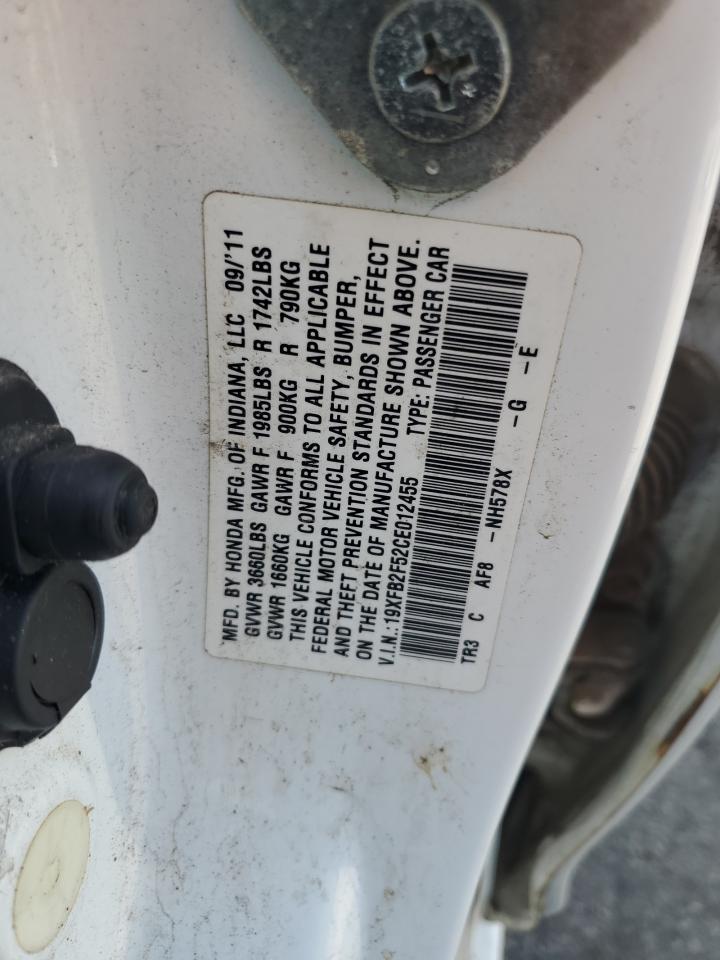 MFD. BY HONDA MFG. OF INDIANA, LLC 09/'11
GVWR 3660LBS GAWR F 1985LBS R 1742LBS
GVWR 1660KG GAWR F 900KG R 790KG
THIS VEHICLE CONFORMS TO ALL APPLICABLE
FEDERAL MOTOR VEHICLE SAFETY, BUMPER,
AND THEFT PREVENTION STANDARDS IN EFFECT
ON THE DATE OF MANUFACTURE SHOWN ABOVE.
V.I.N.: 19XFB2F52CE012455 TYPE: PASSENGER CAR
TR3 C AF8 -NH578X -G -E